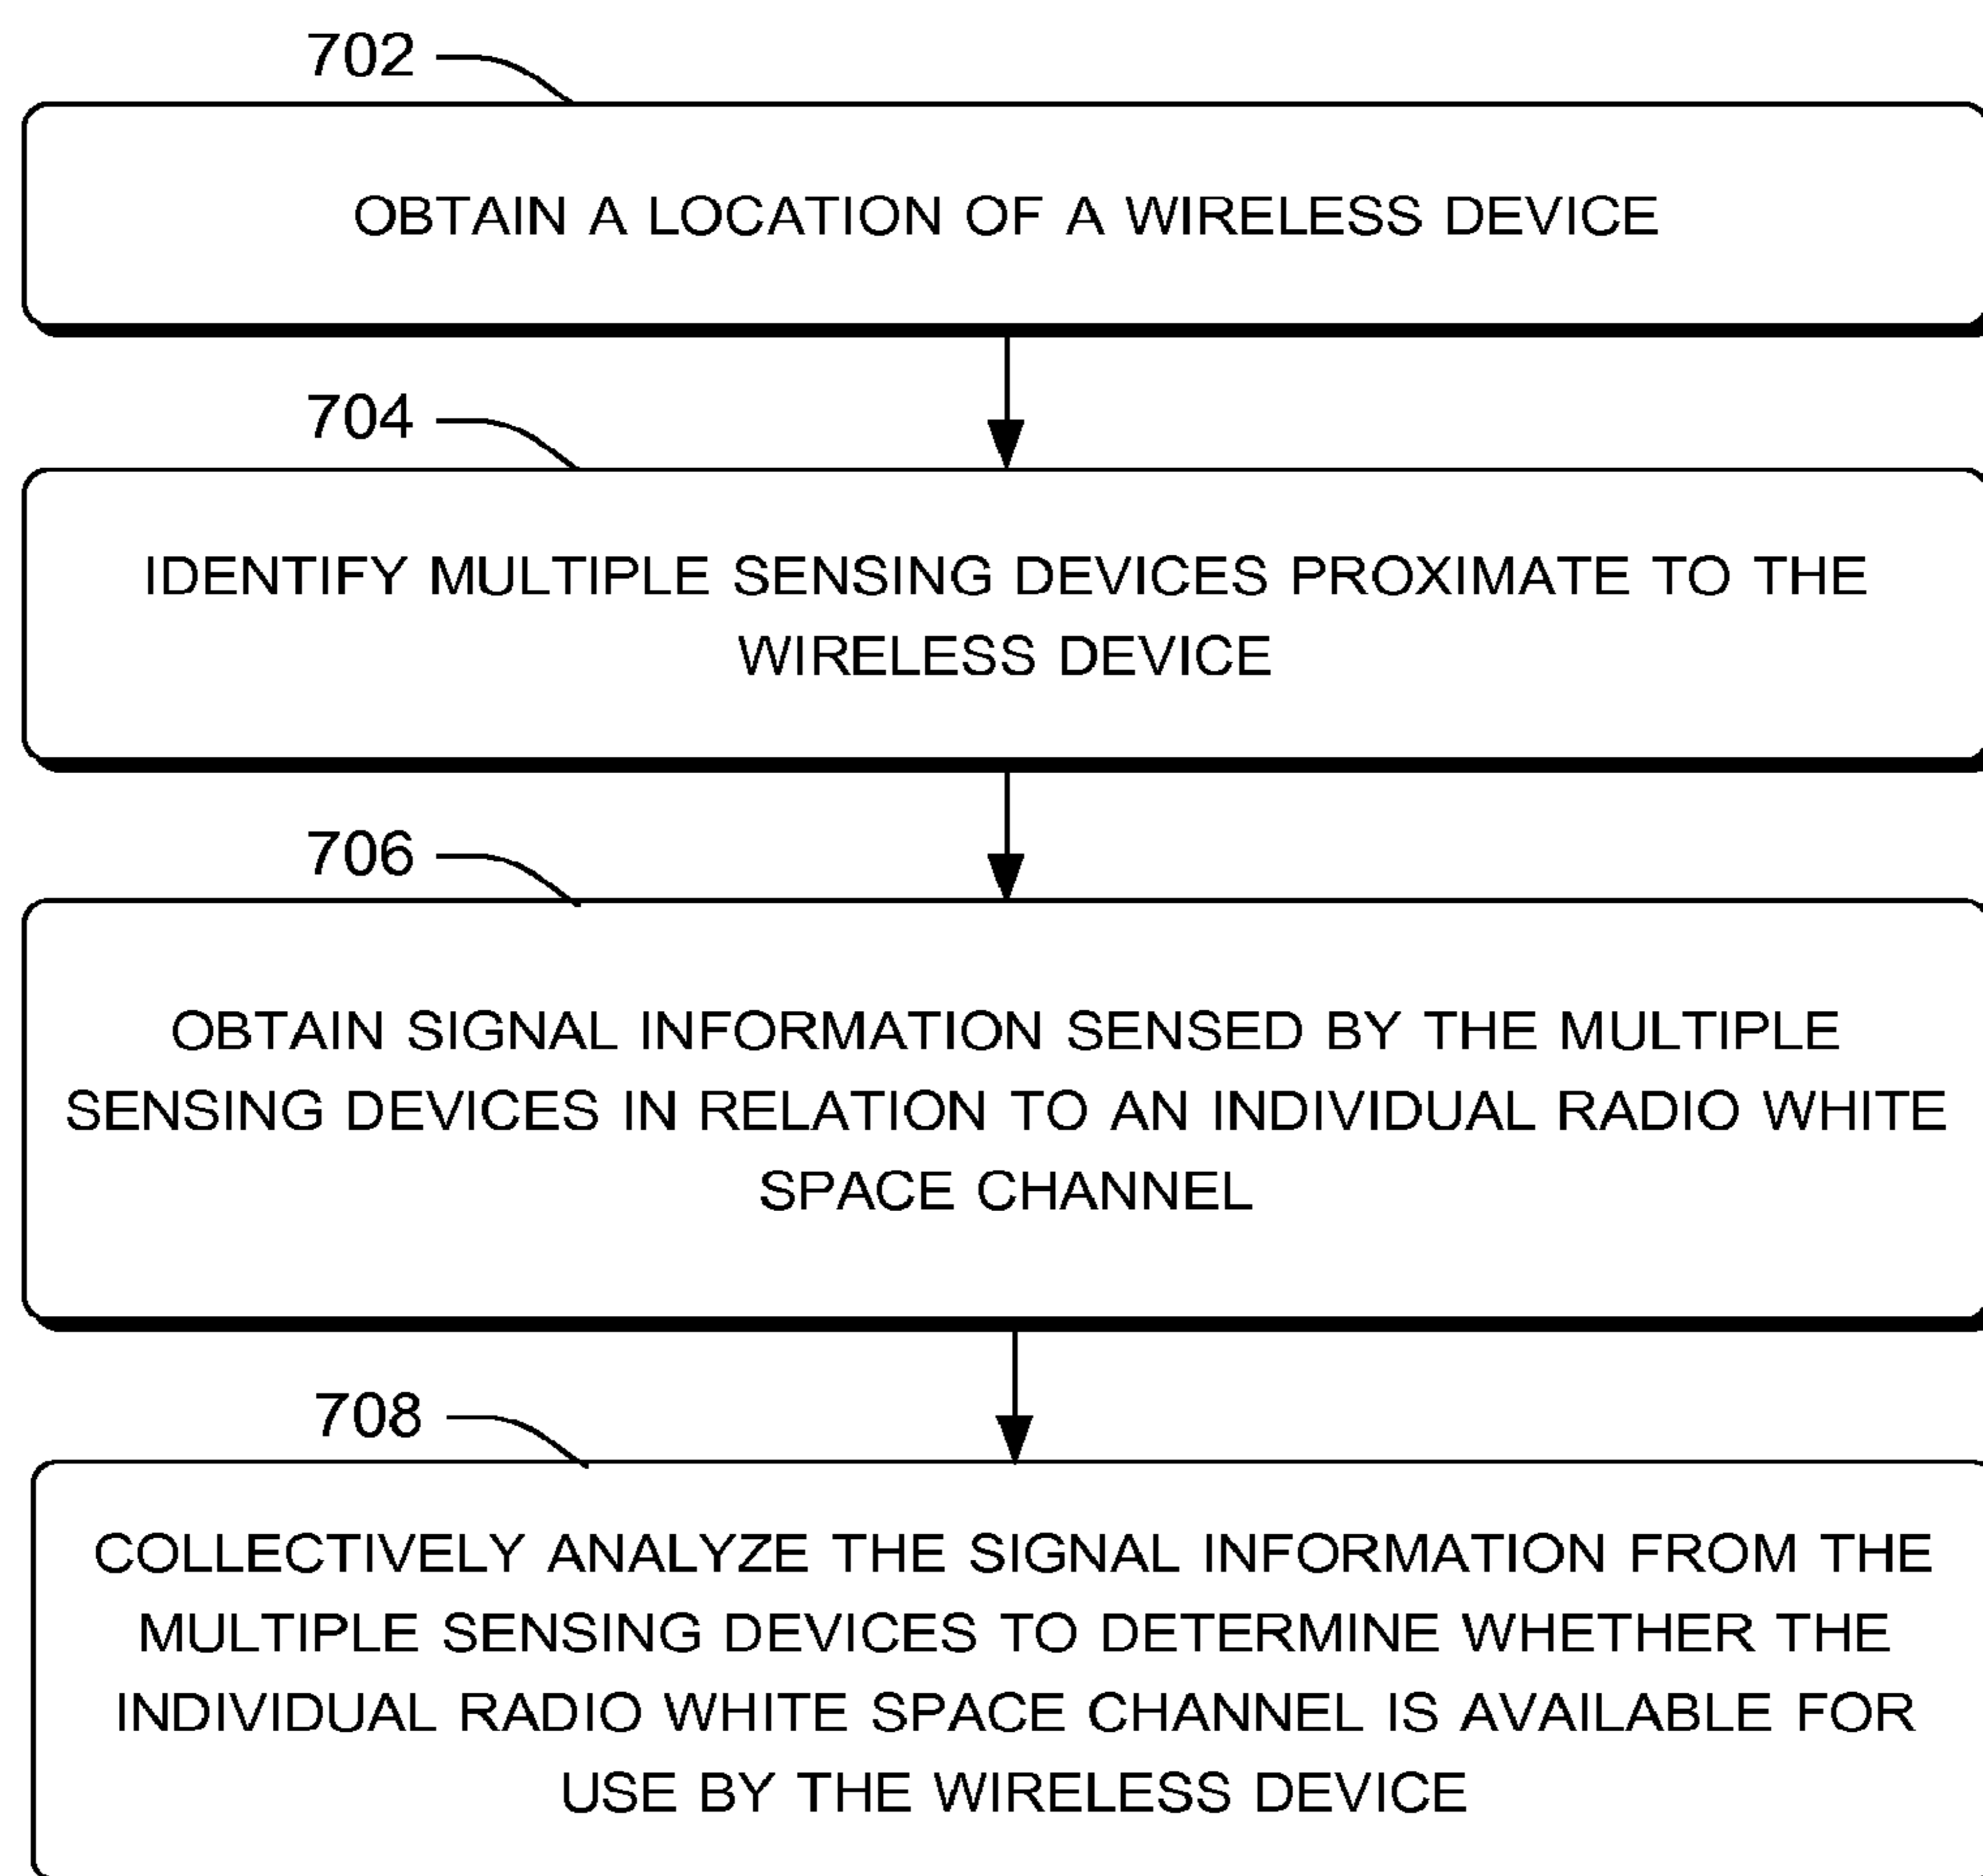 702
OBTAIN A LOCATION OF A WIRELESS DEVICE
704
IDENTIFY MULTIPLE SENSING DEVICES PROXIMATE TO THE
WIRELESS DEVICE
706
OBTAIN SIGNAL INFORMATION SENSED BY THE MULTIPLE
SENSING DEVICES IN RELATION TO AN INDIVIDUAL RADIO WHITE
SPACE CHANNEL
708
COLLECTIVELY ANALYZE THE SIGNAL INFORMATION FROM THE
MULTIPLE SENSING DEVICES TO DETERMINE WHETHER THE
INDIVIDUAL RADIO WHITE SPACE CHANNEL IS AVAILABLE FOR
USE BY THE WIRELESS DEVICE